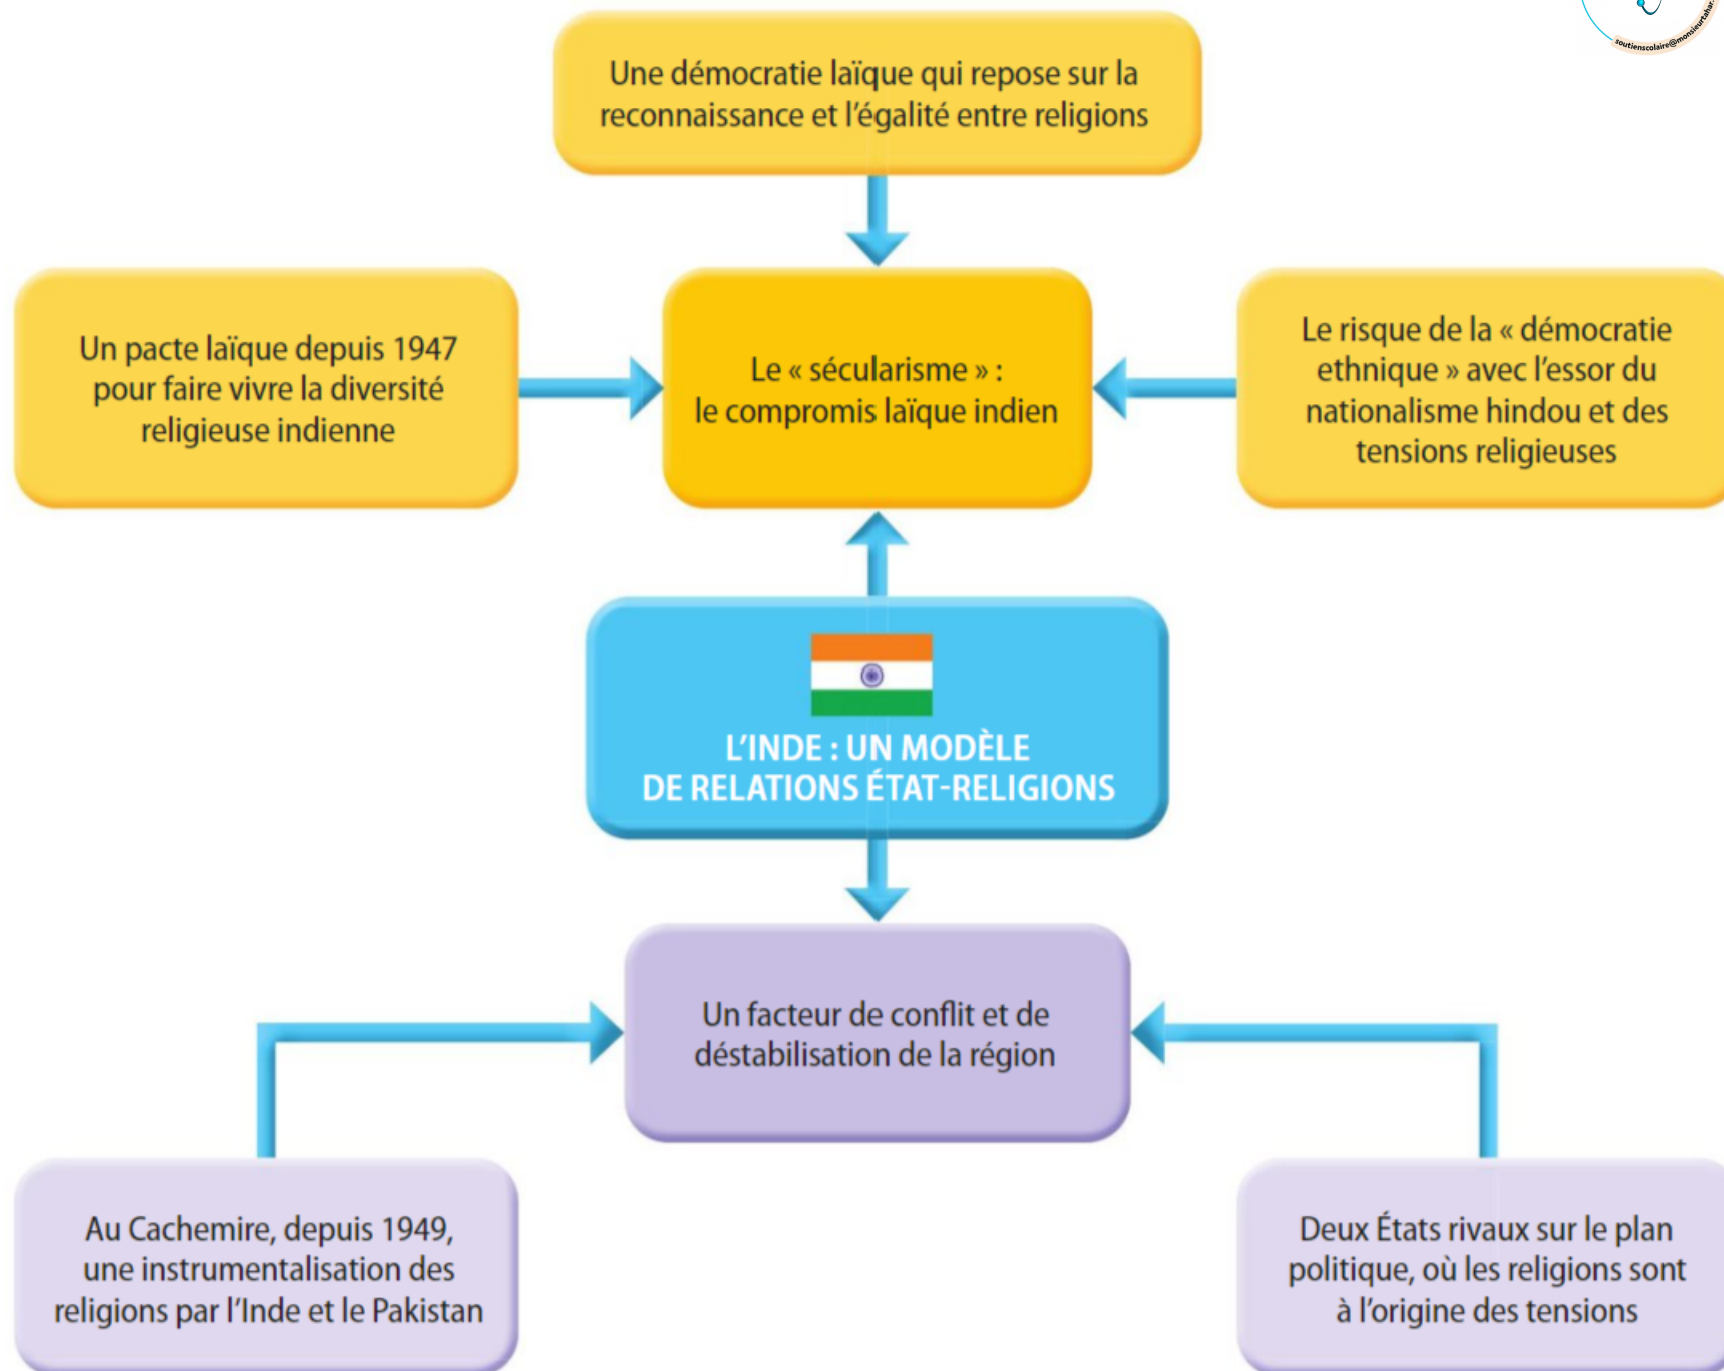 soutienscolaire@monsieurtahar.
Une démocratie laïque qui repose sur la
reconnaissance et l'égalité entre religions
Un pacte laïque depuis 1947
pour faire vivre la diversité
religieuse indienne
Le « sécularisme » :
le compromis laïque indien
Le risque de la « démocratie
ethnique » avec l'essor du
nationalisme hindou et des
tensions religieuses
L'INDE : UN MODÈLE
DE RELATIONS ÉTAT-RELIGIONS
Un facteur de conflit et de
déstabilisation de la région
Au Cachemire, depuis 1949,
une instrumentalisation des
religions par l'Inde et le Pakistan
Deux États rivaux sur le plan
politique, où les religions sont
à l'origine des tensions